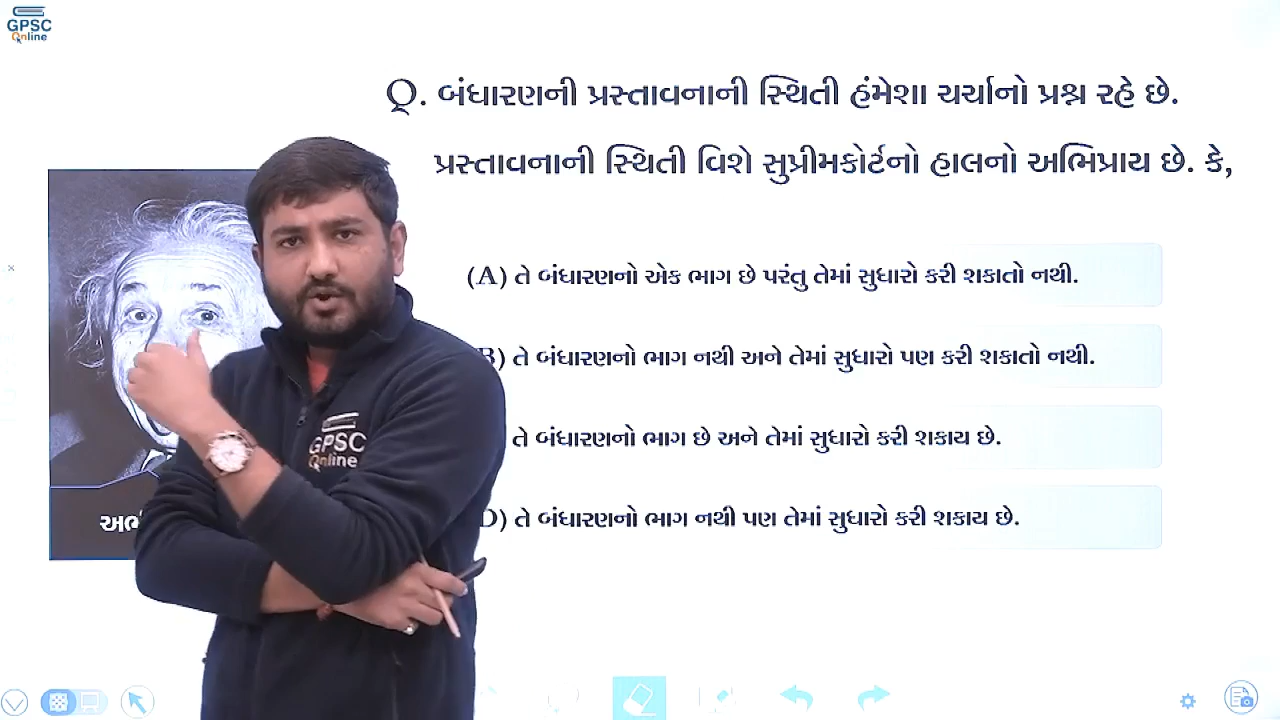 GPSC
Online
Q. બંધારણની પ્રસ્તાવનાની સ્થિતી હંમેશા ચર્ચાનો પ્રશ્ન રહે છે.
પ્રસ્તાવનાની સ્થિતી વિશે સુપ્રીમકોર્ટનો હાલનો અભિપ્રાય છે. કે,
(A) તે બંધારણનો એક ભાગ છે પરંતુ તેમાં સુધારો કરી શકાતો નથી.
B) તે બંધારણનો ભાગ નથી અને તેમાં સુધારો પણ કરી શકાતો નથી.
તે બંધારણનો ભાગ છે અને તેમાં સુધારો કરી શકાય છે.
D) તે બંધારણનો ભાગ નથી પણ તેમાં સુધારો કરી શકાય છે.
GPSC
Online